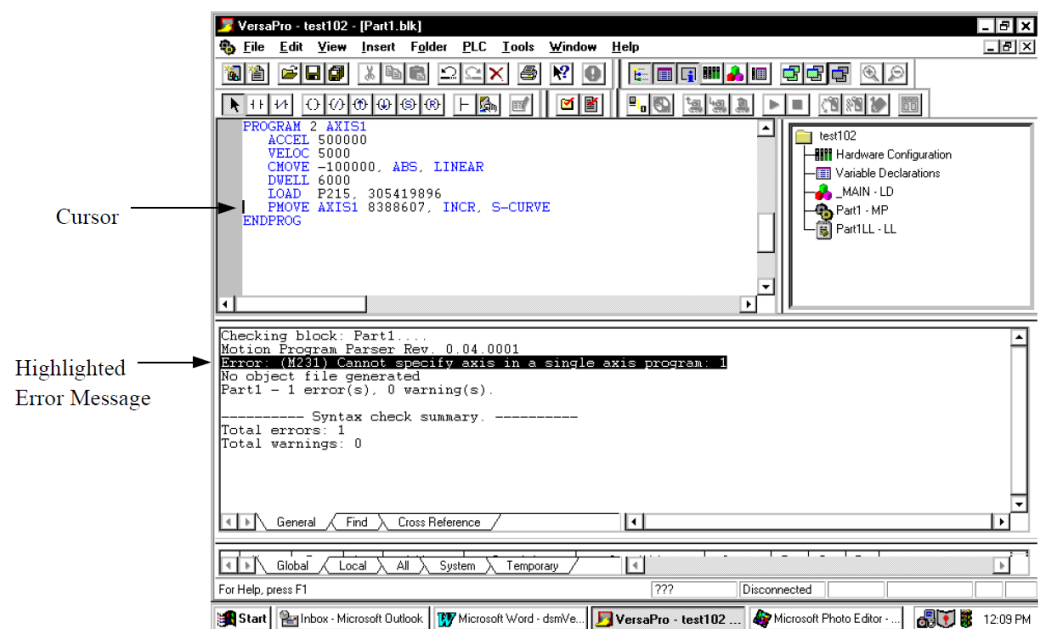 VersaPro - test102 - [Part1.blk]
File Edit View Insert Folder PLC Tools Window Help
PROGRAM 2 AXIS1
ACCEL 500000
VELOC 5000
CMOVE -100000, ABS, LINEAR
DWELL 6000
LOAD P215, 305419896
PMOVE AXIS1 8388607, INCR, S-CURVE
ENDPROG
test102
Hardware Configuration
Variable Declarations
_MAIN - LD
Part1 - MP
Part1LL - LL
Cursor
Checking block: Part1....
Motion Program Parser Rev. 0.04.0001
Error: (M231) Cannot specify axis in a single axis program: 1
No object file generated
Part1 - 1 error(s), 0 warning(s).
---------- Syntax check summary. ----------
Total errors: 1
Total warnings: 0
Highlighted
Error Message
General Find Cross Reference
Global Local All System Temporary
For Help, press F1 ??? Disconnected
Start Inbox - Microsoft Outlook Microsoft Word - dsmVe... VersaPro - test102 ... Microsoft Photo Editor - ... 12:09 PM